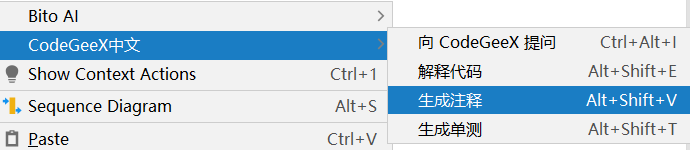 Bito AI
CodeGeeX中文
Show Context Actions Ctrl+1
Sequence Diagram Alt+S
Paste Ctrl+V
向 CodeGeeX 提问 Ctrl+Alt+I
解释代码 Alt+Shift+E
生成注释 Alt+Shift+V
生成单测 Alt+Shift+T